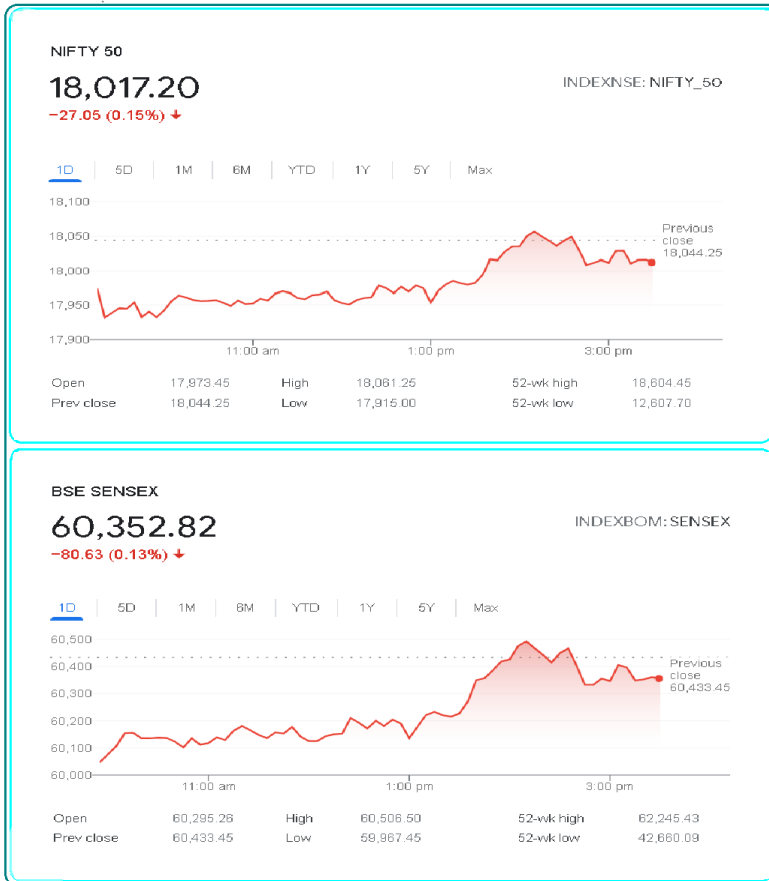 NIFTY 50
18,017.20
INDEXNSE: NIFTY_50
−27.05 (0.15%) ↓
1D 5D 1M 6M YTD 1Y 5Y Max
18,100
18,050
18,000
17,950
17,900
Previous
close
18,044.25
11:00 am 1:00 pm 3:00 pm
Open 17,973.45 High 18,061.25 52-wk high 18,604.45
Prev close 18,044.25 Low 17,915.00 52-wk low 12,607.70
BSE SENSEX
60,352.82
INDEXBOM: SENSEX
−80.63 (0.13%) ↓
1D 5D 1M 6M YTD 1Y 5Y Max
60,500
60,400
60,300
60,200
60,100
60,000
Previous
close
60,433.45
11:00 am 1:00 pm 3:00 pm
Open 60,295.26 High 60,506.50 52-wk high 62,245.43
Prev close 60,433.45 Low 59,967.45 52-wk low 42,660.09